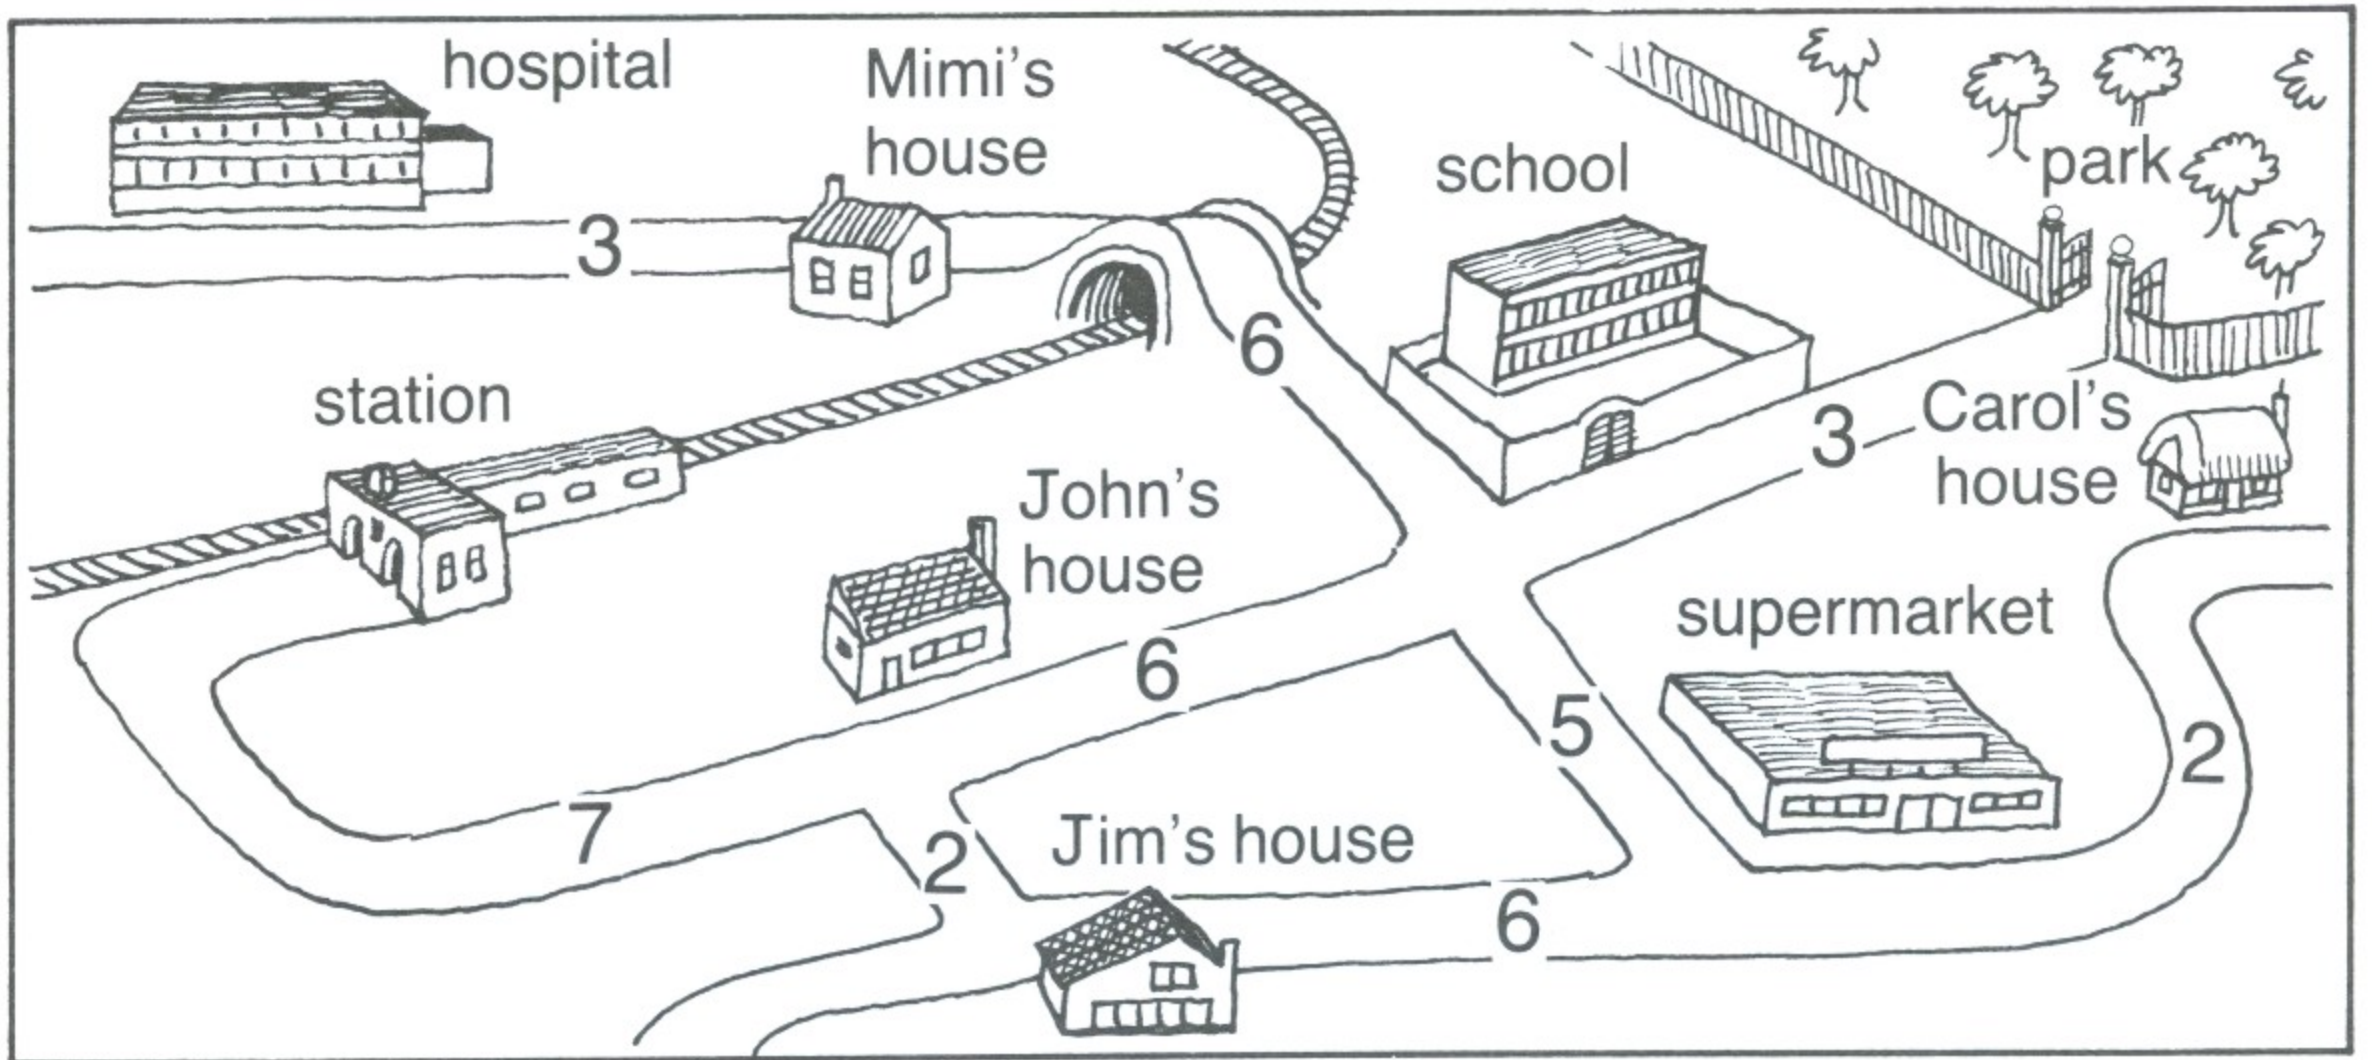 hospital
Mimi's
house
school
park
3
6
station
3
Carol's
house
John's
house
supermarket
6
5
2
7
2
Jim's house
6